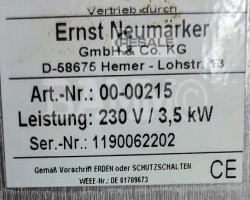 Vertrieb durch
Ernst Neumärker
GmbH & Co. KG
D-58675 Hemer - Lohstr. 13
Art.-Nr.: 00-00215
Leistung: 230 V / 3,5 kW
Ser.-Nr.: 1190062202
Gemäß Vorschrift ERDEN oder SCHUTZSCHALTEN
WEEE-Nr.: DE 61709673
CE